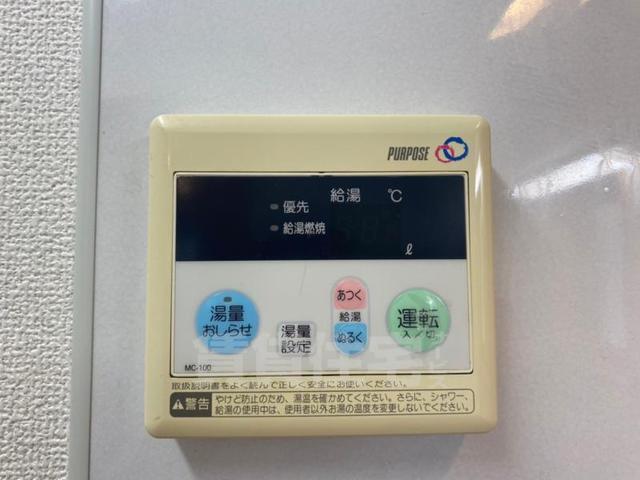 PURPOSE
給湯 ℃
優先
給湯燃焼
ℓ
湯量
おしらせ
湯量
設定
あつく
給湯
ぬるく
運転
入／切
MC-100
取扱説明書をよく読んで正しく安全にお使いください。
警告 やけど防止のため、湯温を確かめてください。さらに、シャワー、
給湯の使用中は、使用者以外お湯の温度を変更しないでください。